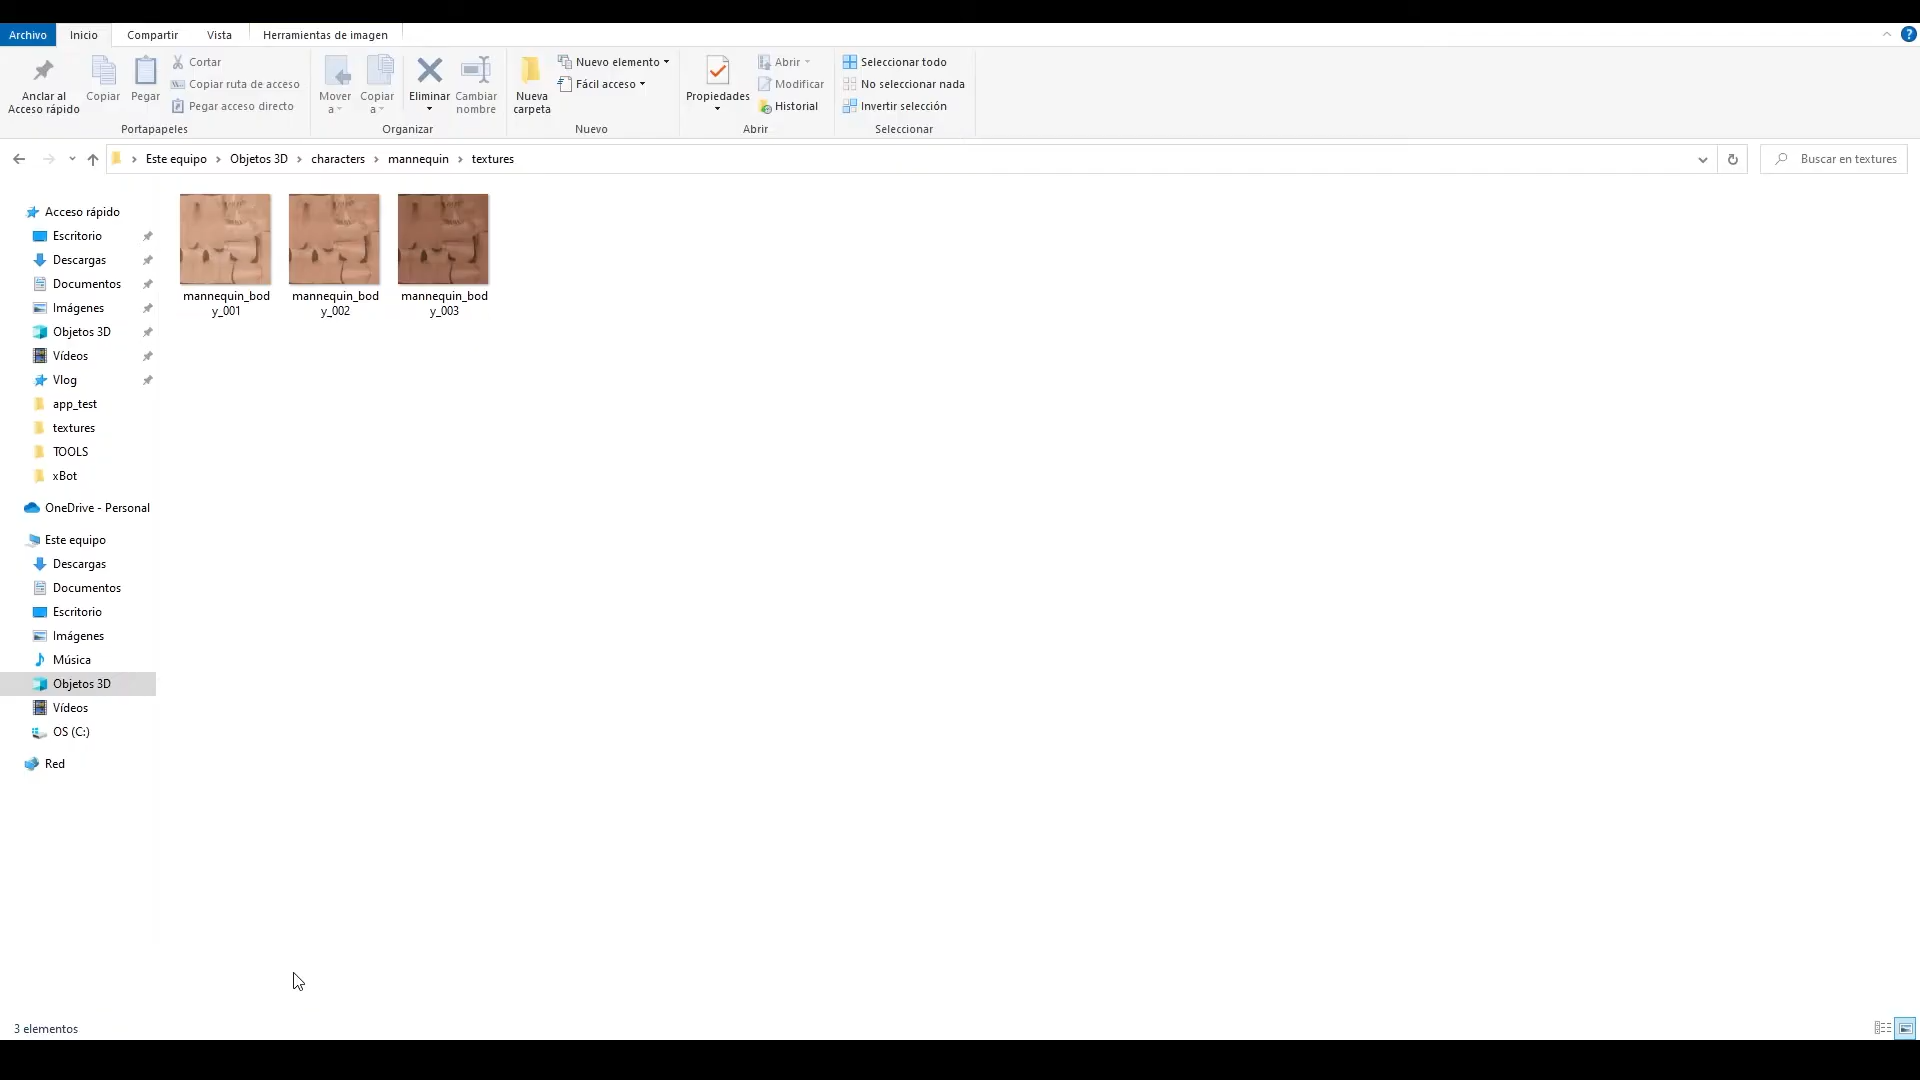 Archivo Inicio Compartir Vista Herramientas de imagen
Anclar al
Acceso rápido
Copiar
Pegar
Cortar
Copiar ruta de acceso
Pegar acceso directo
Portapapeles
Mover
a
Copiar
a
Eliminar
Cambiar
nombre
Organizar
Nueva
carpeta
Nuevo elemento
Fácil acceso
Nuevo
Propiedades
Abrir
Modificar
Historial
Abrir
Seleccionar todo
No seleccionar nada
Invertir selección
Seleccionar
Este equipo > Objetos 3D > characters > mannequin > textures
Buscar en textures
Acceso rápido
Escritorio
Descargas
Documentos
Imágenes
Objetos 3D
Vídeos
Vlog
app_test
textures
TOOLS
xBot
OneDrive - Personal
Este equipo
Descargas
Documentos
Escritorio
Imágenes
Música
Objetos 3D
Vídeos
OS (C:)
Red
mannequin_bod
y_001
mannequin_bod
y_002
mannequin_bod
y_003
3 elementos